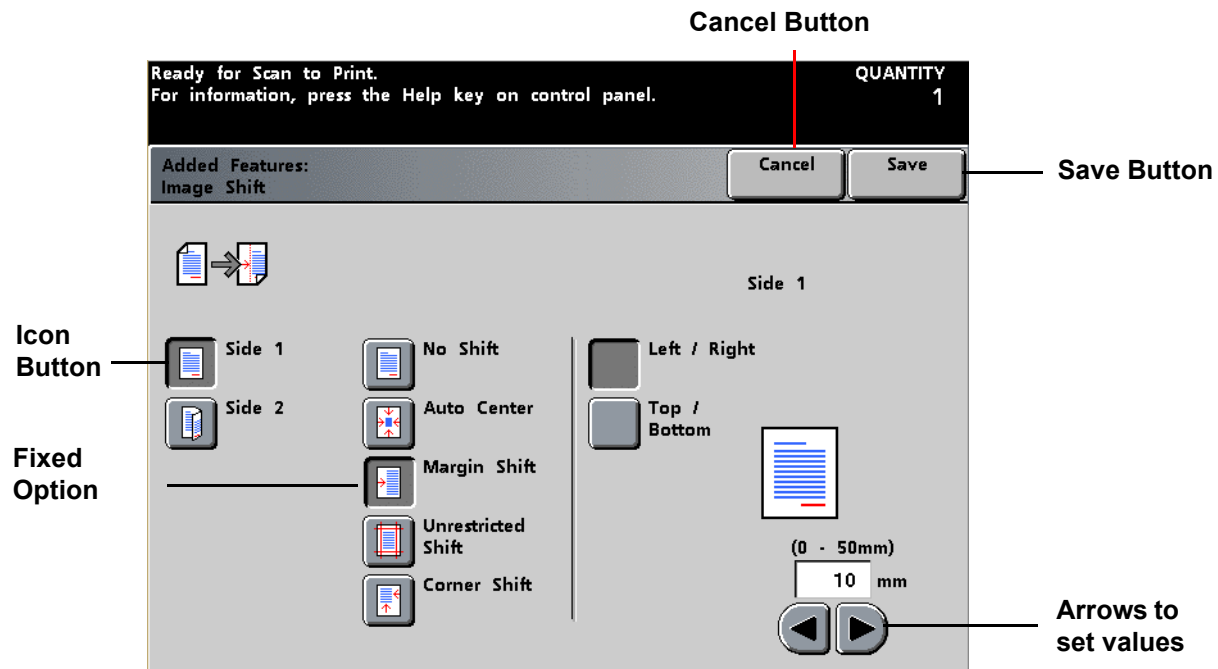 Cancel Button
Ready for Scan to Print.
QUANTITY
For information, press the Help key on control panel.
1
Added Features:
Image Shift
Cancel
Save
Save Button
Side 1
Icon
Button
Side 1
Side 2
No Shift
Auto Center
Margin Shift
Unrestricted
Shift
Corner Shift
Left / Right
Top /
Bottom
Fixed
Option
(0 - 50mm)
10 mm
Arrows to
set values